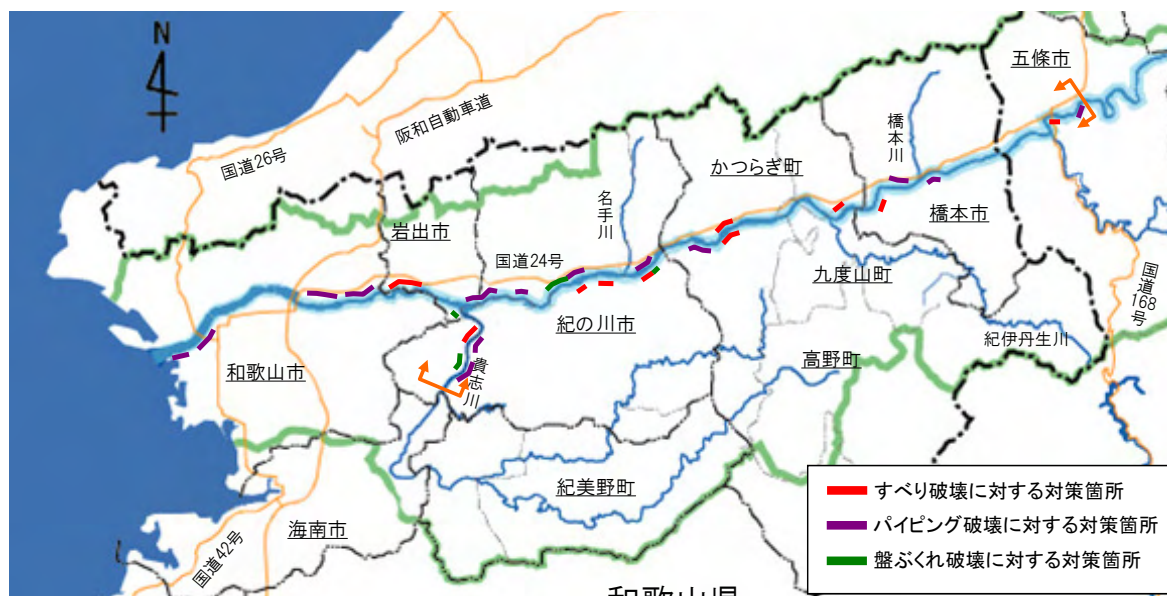 N
五條市
阪和自動車道
国道26号
橋本川
かつらぎ町
名手川
岩出市
橋本市
国道24号
九度山町
国道168号
紀の川市
紀伊丹生川
和歌山市
貴志川
高野町
紀美野町
海南市
国道42号
すべり破壊に対する対策箇所
パイピング破壊に対する対策箇所
盤ぶくれ破壊に対する対策箇所
和歌山県